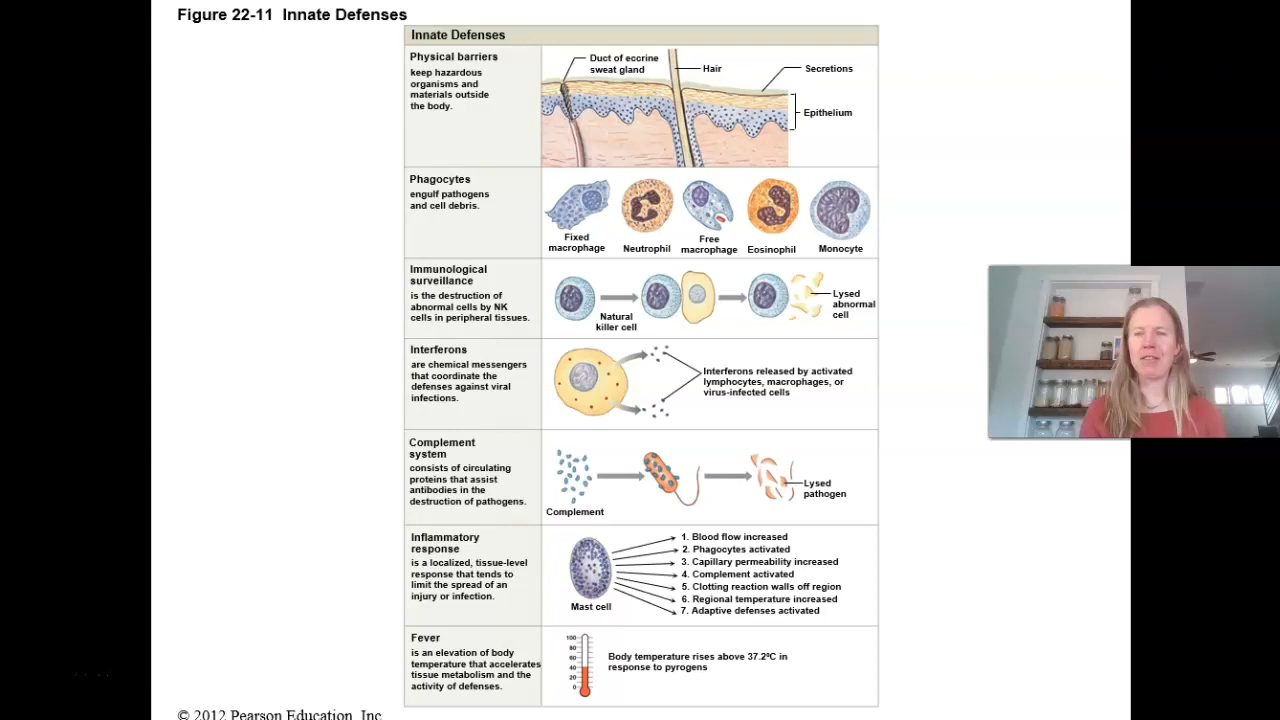 Figure 22-11 Innate Defenses
Innate Defenses
Physical barriers
keep hazardous
organisms and
materials outside
the body.
Duct of eccrine
sweat gland
Hair
Secretions
Epithelium
Phagocytes
engulf pathogens
and cell debris.
Fixed
macrophage
Neutrophil
Free
macrophage
Eosinophil
Monocyte
Immunological
surveillance
is the destruction of
abnormal cells by NK
cells in peripheral tissues.
Natural
killer cell
Lysed
abnormal
cell
Interferons
are chemical messengers
that coordinate the
defenses against viral
infections.
Interferons released by activated
lymphocytes, macrophages, or
virus-infected cells
Complement
system
consists of circulating
proteins that assist
antibodies in the
destruction of pathogens.
Complement
Lysed
pathogen
Inflammatory
response
is a localized, tissue-level
response that tends to
limit the spread of an
injury or infection.
Mast cell
1. Blood flow increased
2. Phagocytes activated
3. Capillary permeability increased
4. Complement activated
5. Clotting reaction walls off region
6. Regional temperature increased
7. Adaptive defenses activated
Fever
is an elevation of body
temperature that accelerates
tissue metabolism and the
activity of defenses.
100
80
60
40
20
0
Body temperature rises above 37.2ºC in
response to pyrogens
© 2012 Pearson Education, Inc